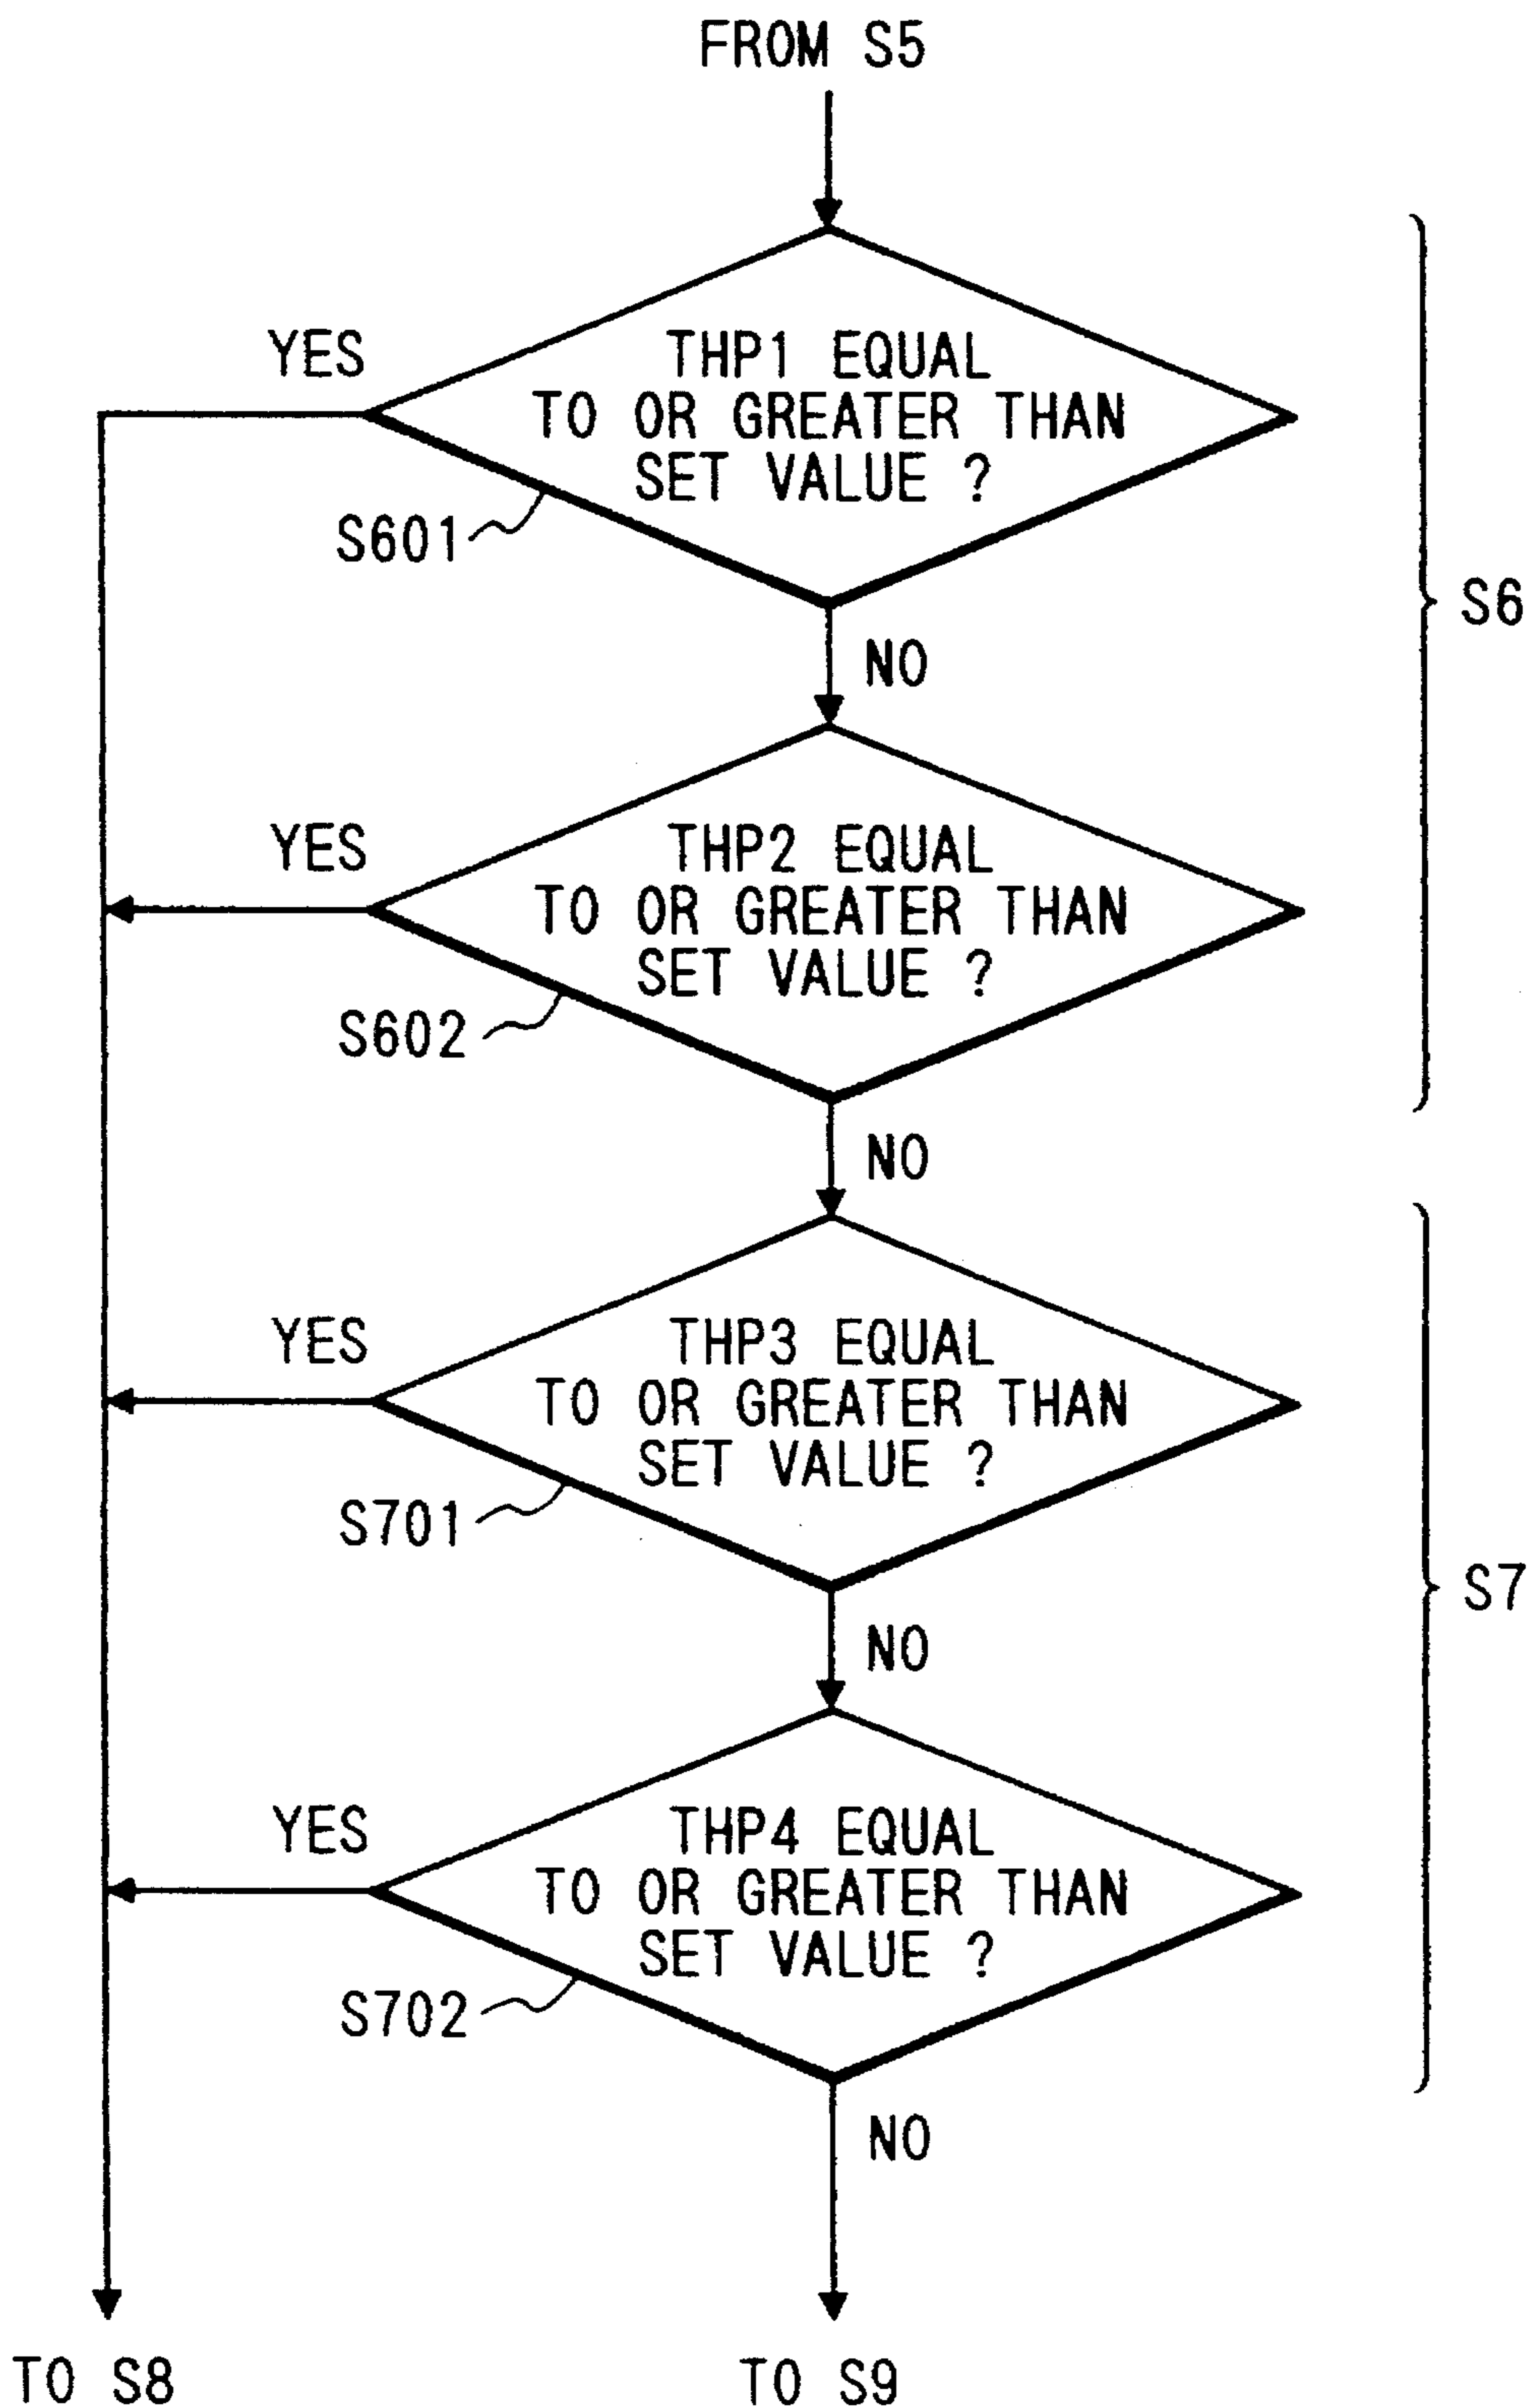 FROM S5
YES
THP1 EQUAL
TO OR GREATER THAN
SET VALUE ?
S601
S6
NO
YES
THP2 EQUAL
TO OR GREATER THAN
SET VALUE ?
S602
NO
YES
THP3 EQUAL
TO OR GREATER THAN
SET VALUE ?
S701
S7
NO
YES
THP4 EQUAL
TO OR GREATER THAN
SET VALUE ?
S702
NO
TO S8
TO S9